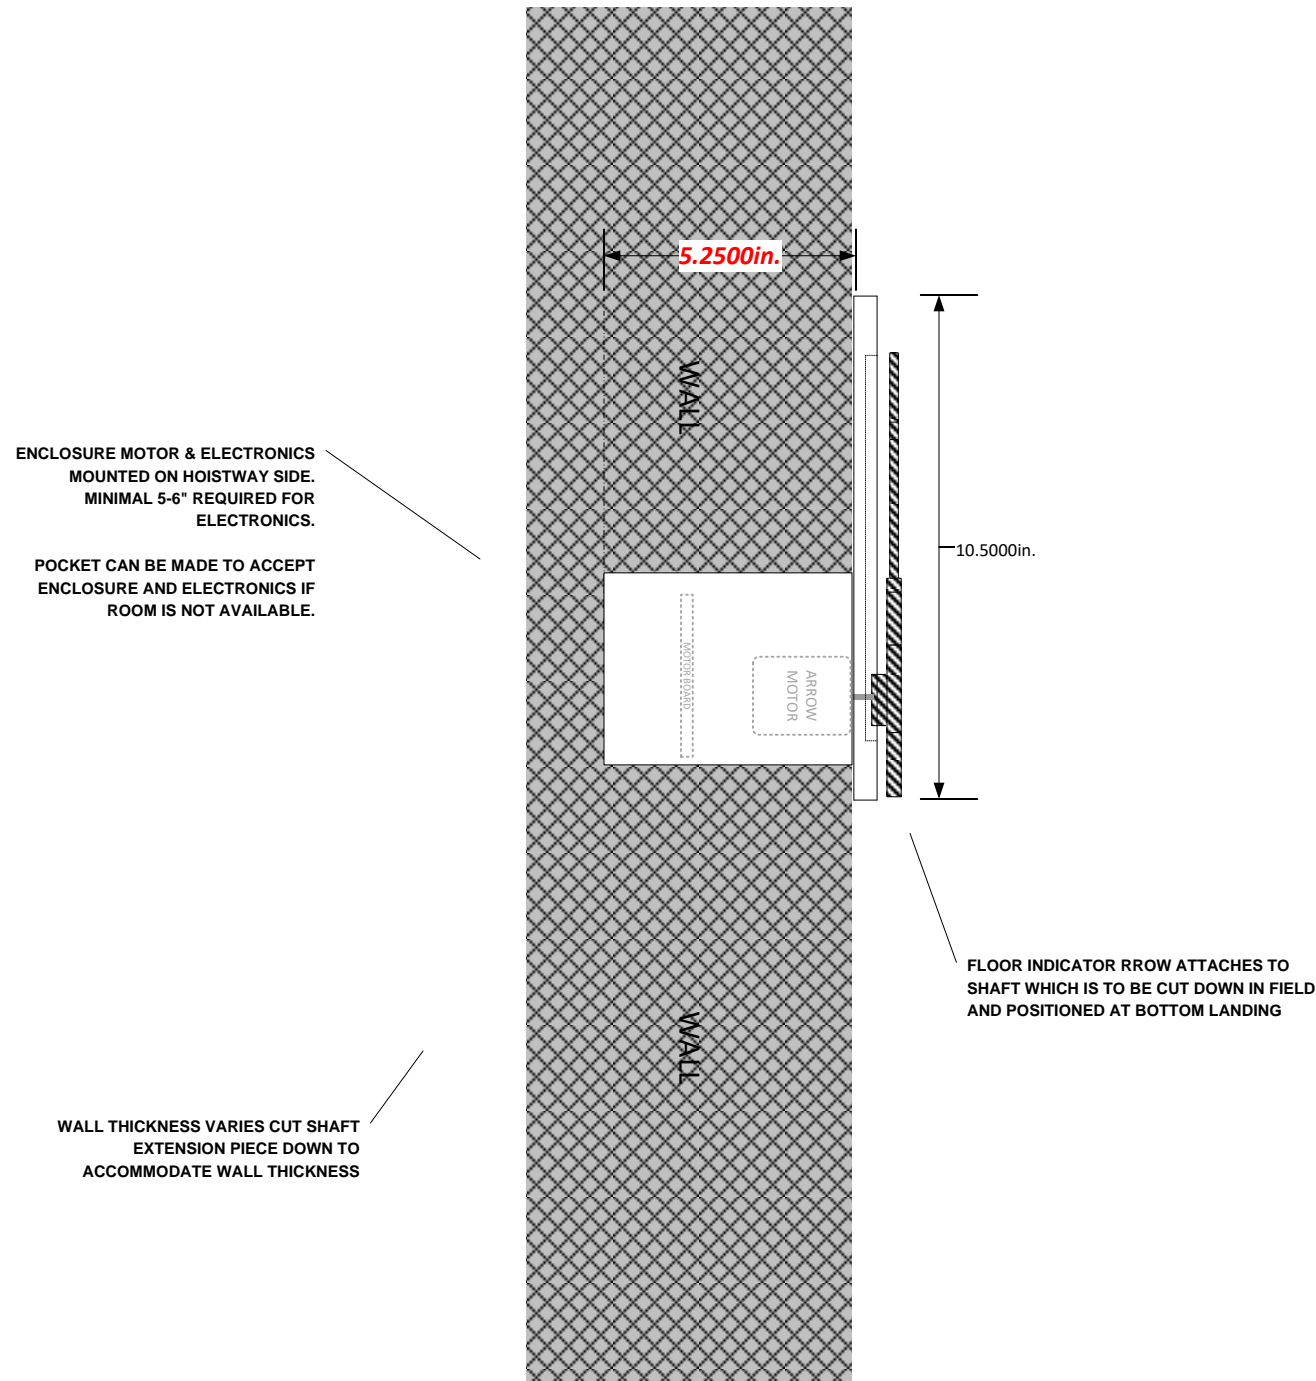 5.2500in.
WALL
ENCLOSURE MOTOR & ELECTRONICS
MOUNTED ON HOISTWAY SIDE.
MINIMAL 5-6" REQUIRED FOR
ELECTRONICS.
POCKET CAN BE MADE TO ACCEPT
ENCLOSURE AND ELECTRONICS IF
ROOM IS NOT AVAILABLE.
10.5000in.
MOTOR BOARD
ARROW
MOTOR
FLOOR INDICATOR RROW ATTACHES TO
SHAFT WHICH IS TO BE CUT DOWN IN FIELD
AND POSITIONED AT BOTTOM LANDING
WALL
WALL THICKNESS VARIES CUT SHAFT
EXTENSION PIECE DOWN TO
ACCOMMODATE WALL THICKNESS